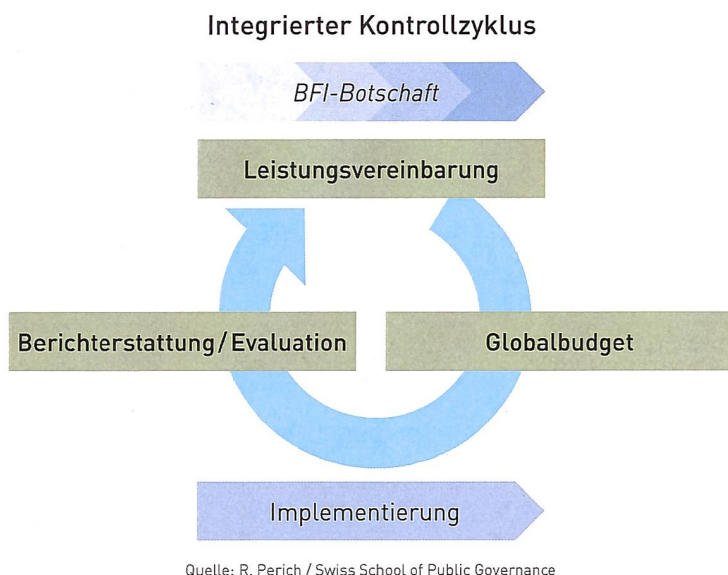 Integrierter Kontrollzyklus
BFI-Botschaft
Leistungsvereinbarung
Berichterstattung/Evaluation
Globalbudget
Implementierung
Quelle: R. Perich / Swiss School of Public Governance